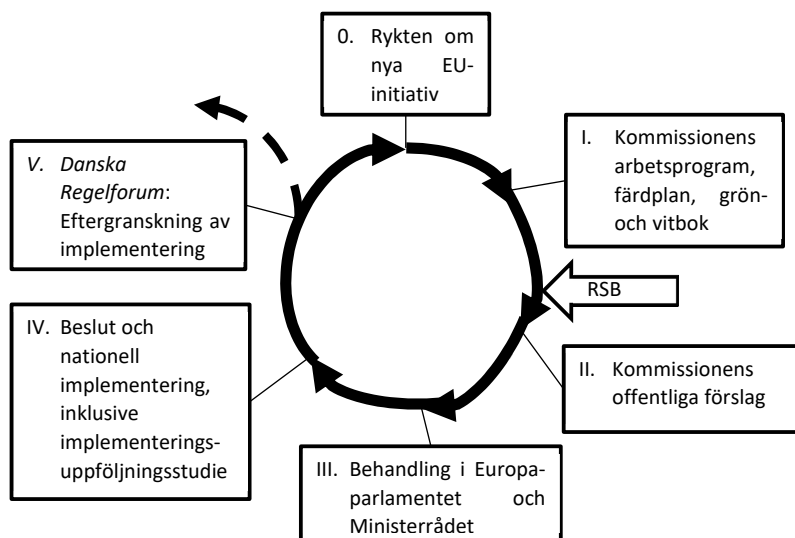 0. Rykten om
nya EU-
initiativ
I. Kommissionens
arbetsprogram,
färdplan, grön-
och vitbok
RSB
II. Kommissionens
offentliga förslag
III. Behandling i Europa-
parlamentet och
Ministerrådet
IV. Beslut och
nationell
implementering,
inklusive
implementerings-
uppföljningsstudie
V. Danska
Regelforum:
Eftergranskning av
implementering